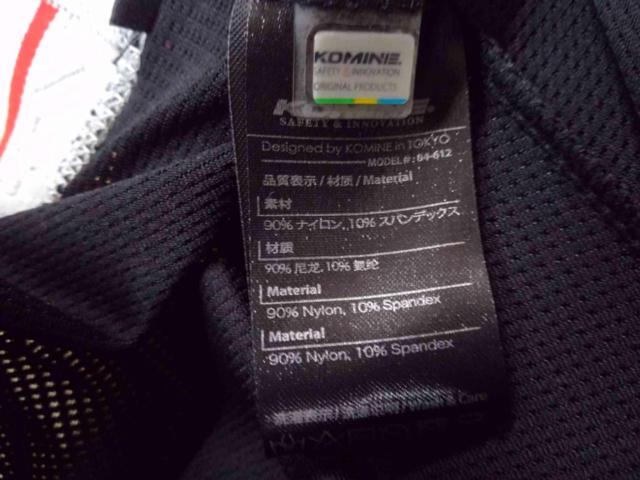 KOMINE
SAFETY & INNOVATION
ORIGINAL PRODUCTS
SAFETY & INNOVATION
Designed by KOMINE in TOKYO
MODEL#: 04-612
品質表示 / 材质 / Material
素材
90% ナイロン, 10% スパンデックス
材质
90% 尼龙, 10% 氨纶
Material
90% Nylon, 10% Spandex
Material
90% Nylon, 10% Spandex
& Care